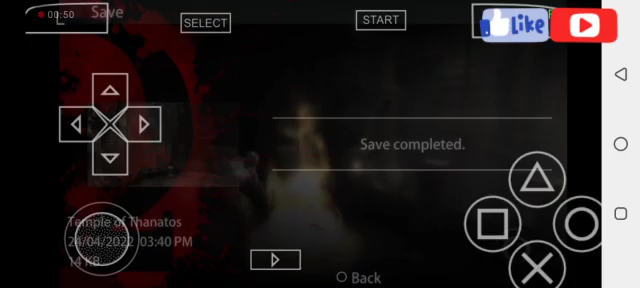 00:50
Save
L
SELECT
START
Like
Save completed.
Temple of Thanatos
24/04/2022 03:40 PM
14 KB
Back